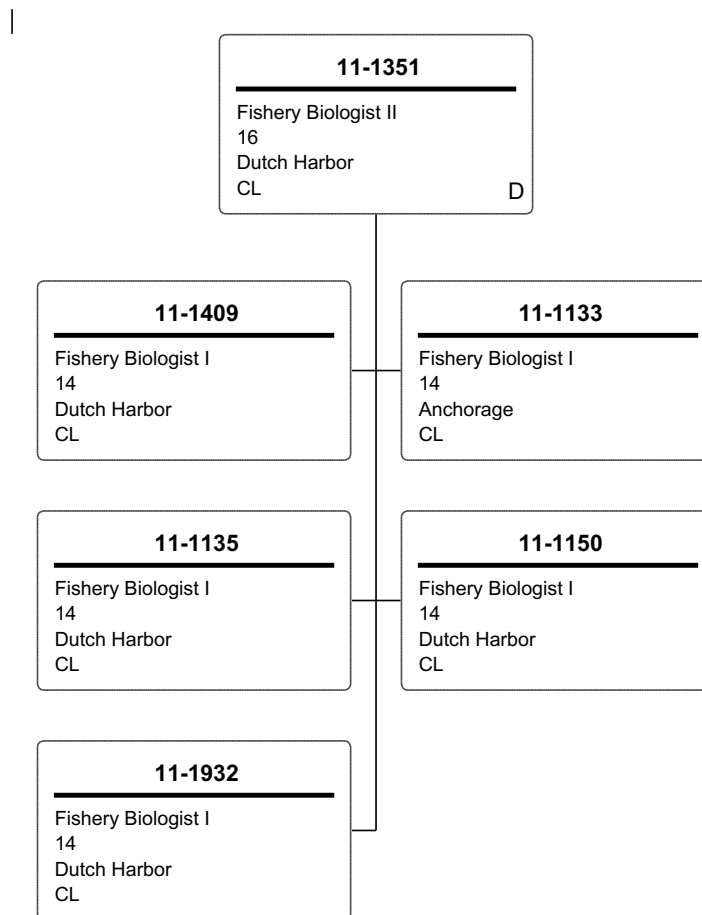 11-1351
Fishery Biologist II
16
Dutch Harbor
CL
D
11-1409
Fishery Biologist I
14
Dutch Harbor
CL
11-1133
Fishery Biologist I
14
Anchorage
CL
11-1135
Fishery Biologist I
14
Dutch Harbor
CL
11-1150
Fishery Biologist I
14
Dutch Harbor
CL
11-1932
Fishery Biologist I
14
Dutch Harbor
CL